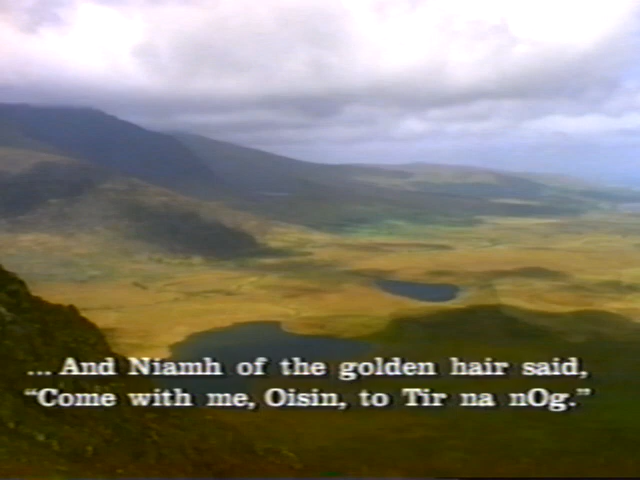 ... And Niamh of the golden hair said,
“Come with me, Oisin, to Tir na nOg.”